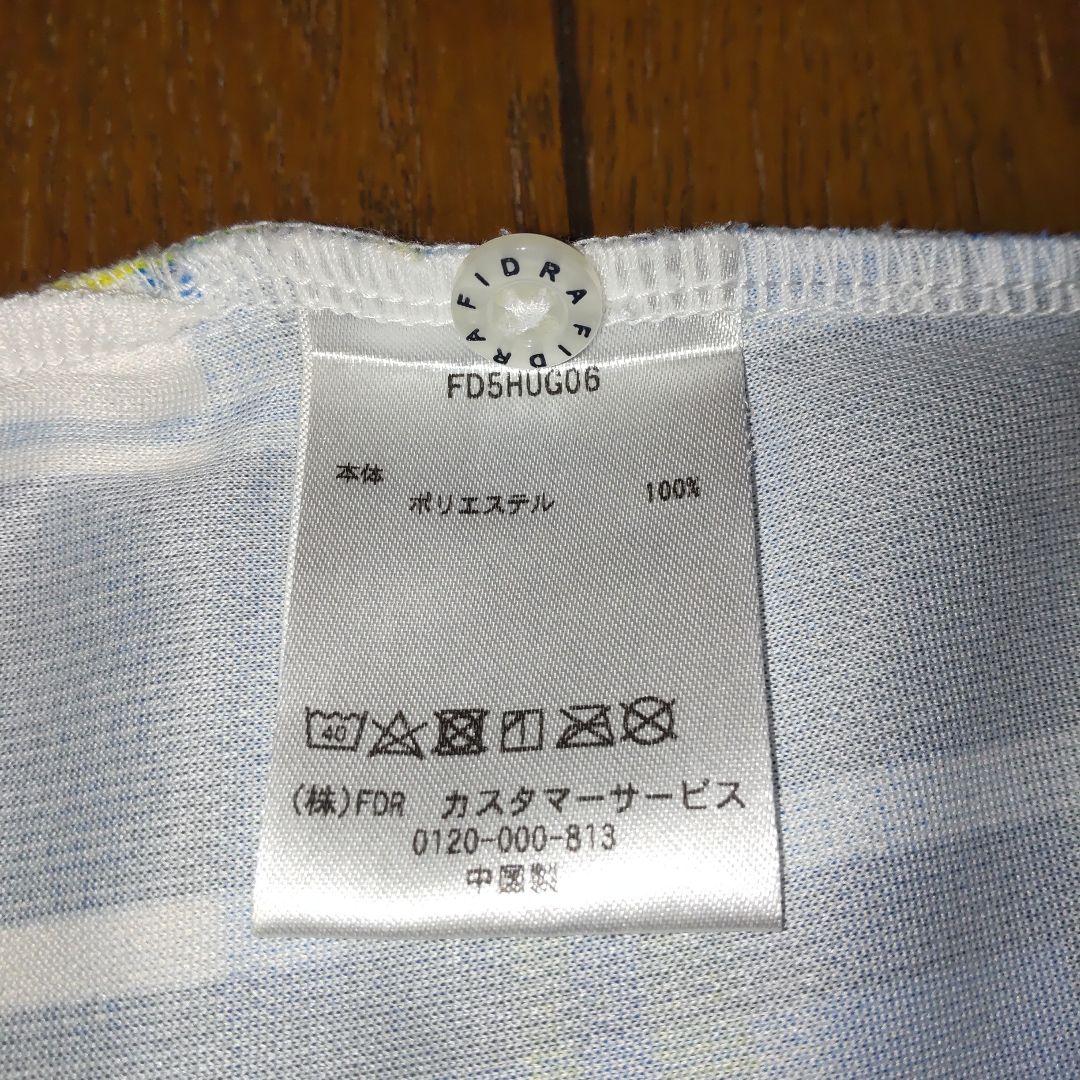 FIDRA FIDRA
FD5HUG06
本体
ポリエステル 100%
40
(株)FDR カスタマーサービス
0120-000-813
中国製